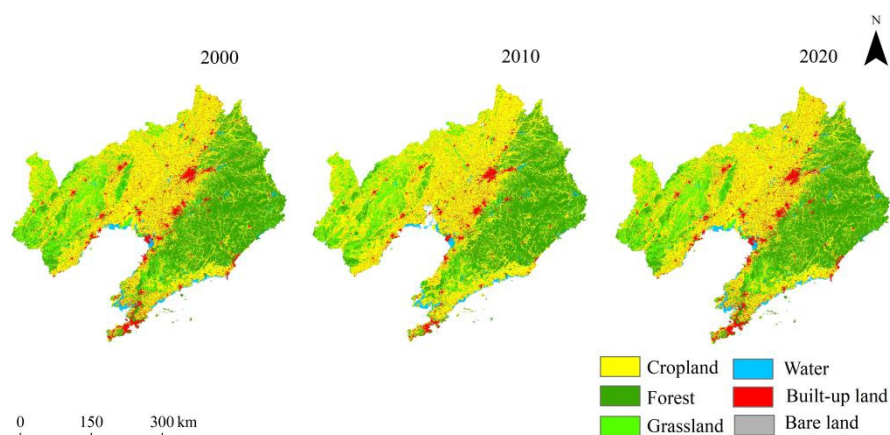 N
2000 2010 2020
Cropland Water
Forest Built-up land
Grassland Bare land
0 150 300 km